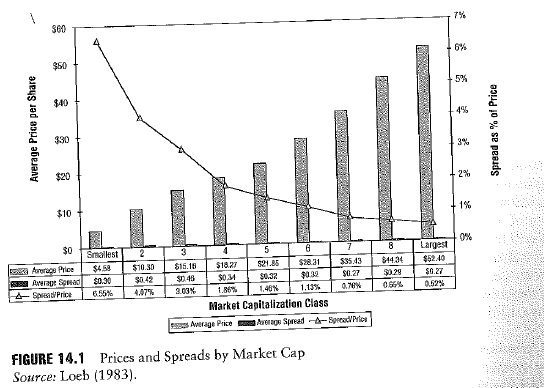 $60
$50
$40
$30
$20
$10
$0
Average Price per Share
7%
6%
5%
4%
3%
2%
1%
0%
Spread as % of Price
Smallest 2 3 4 5 6 7 8 Largest
Average Price $4.58 $10.30 $15.16 $18.27 $21.85 $28.31 $35.43 $44.34 $52.40
Average Spread $0.30 $0.42 $0.46 $0.34 $0.32 $0.32 $0.27 $0.29 $0.27
Spread/Price 6.55% 4.07% 3.03% 1.86% 1.46% 1.13% 0.76% 0.65% 0.52%
Market Capitalization Class
Average Price Average Spread Spread/Price
FIGURE 14.1 Prices and Spreads by Market Cap
Source: Loeb (1983).